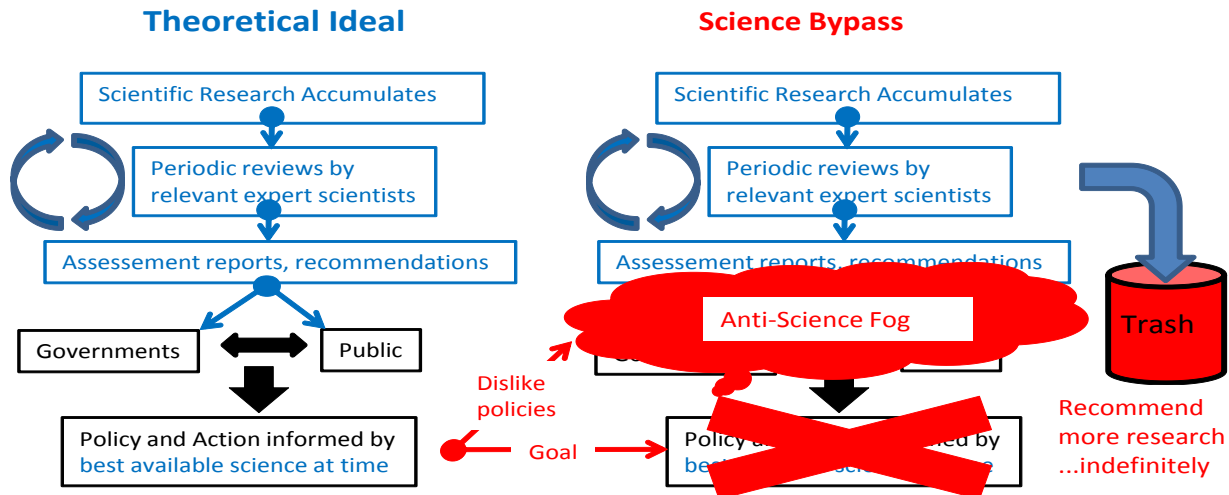 Theoretical Ideal
Scientific Research Accumulates
Periodic reviews by
relevant expert scientists
Assessement reports, recommendations
Governments
Public
Policy and Action informed by
best available science at time
Science Bypass
Scientific Research Accumulates
Periodic reviews by
relevant expert scientists
Assessement reports, recommendations
Anti-Science Fog
Dislike
policies
Goal
Policy
by
Trash
Recommend
more research
...indefinitely